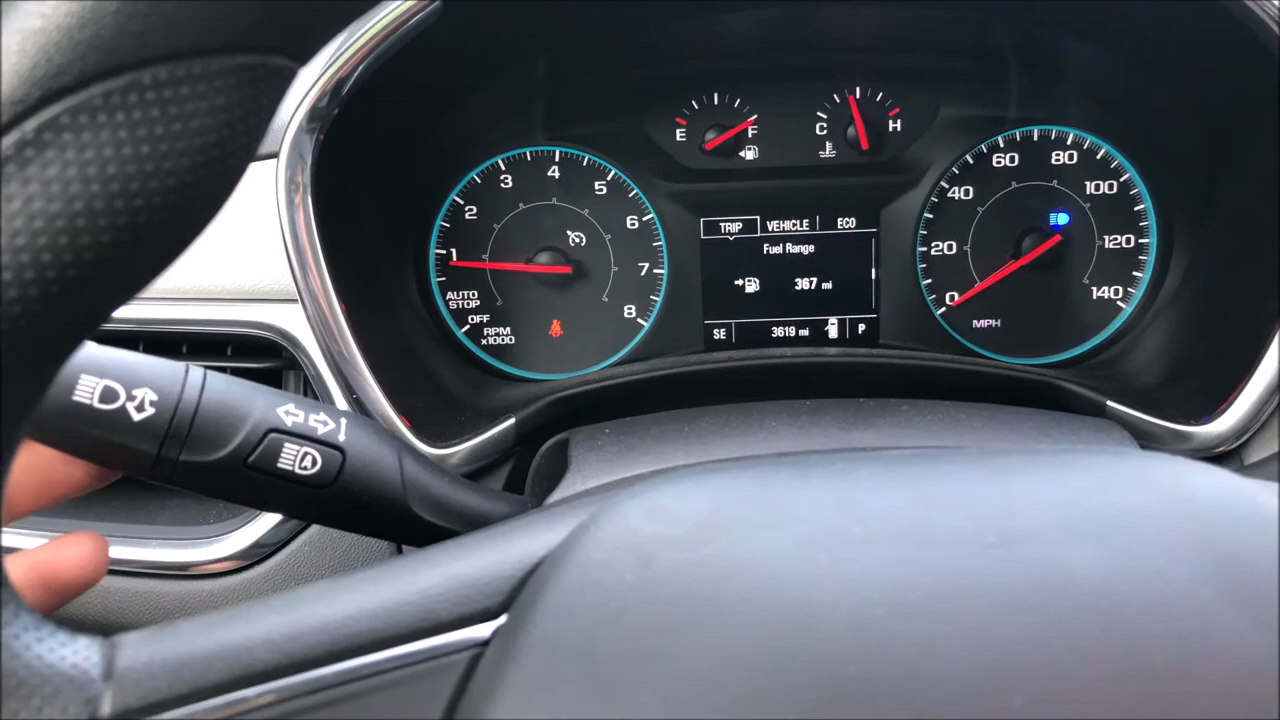 E F
C H
1 2 3 4 5 6 7 8
AUTO
STOP
OFF
RPM
x1000
TRIP VEHICLE ECO
Fuel Range
367 mi
SE 3619 mi P
0 20 40 60 80 100 120 140
MPH
A